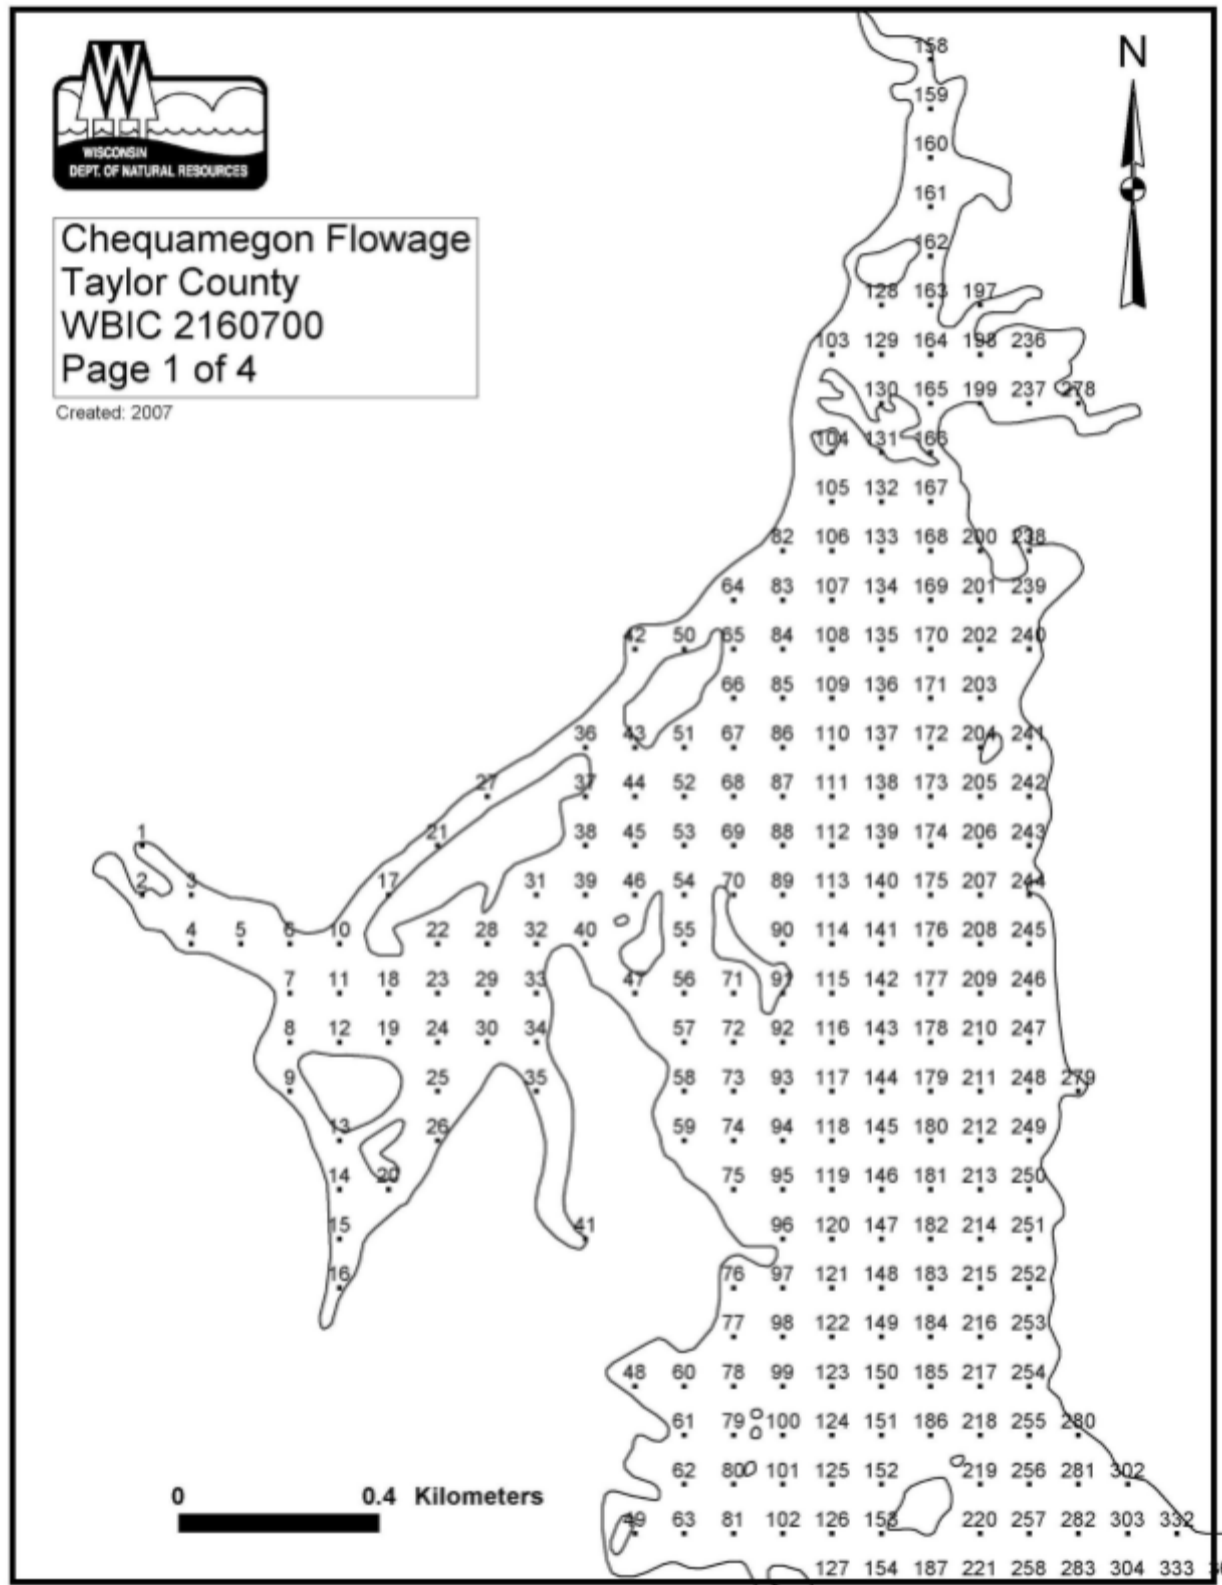 158
N
159
WISCONSIN
DEPT. OF NATURAL RESOURCES
160
161
Chequamegon Flowage
162
Taylor County
128 163 197
WBIC 2160700
103 129 164 198 236
Page 1 of 4
130 165 199 237 278
Created: 2007
104 131 166
105 132 167
82 106 133 168 200 238
64 83 107 134 169 201 239
42 50 65 84 108 135 170 202 240
66 85 109 136 171 203
36 43 51 67 86 110 137 172 204 241
27 37 44 52 68 87 111 138 173 205 242
1 21 38 45 53 69 88 112 139 174 206 243
2 3 17 31 39 46 54 70 89 113 140 175 207 244
4 5 6 10 22 28 32 40 55 90 114 141 176 208 245
7 11 18 23 29 33 47 56 71 91 115 142 177 209 246
8 12 19 24 30 34 57 72 92 116 143 178 210 247
9 25 35 58 73 93 117 144 179 211 248 279
13 26 59 74 94 118 145 180 212 249
14 20 75 95 119 146 181 213 250
15 41 96 120 147 182 214 251
16 76 97 121 148 183 215 252
77 98 122 149 184 216 253
48 60 78 99 123 150 185 217 254
61 79 100 124 151 186 218 255 280
62 80 101 125 152 219 256 281 302
0 0.4 Kilometers
49 63 81 102 126 153 220 257 282 303 332
127 154 187 221 258 283 304 333